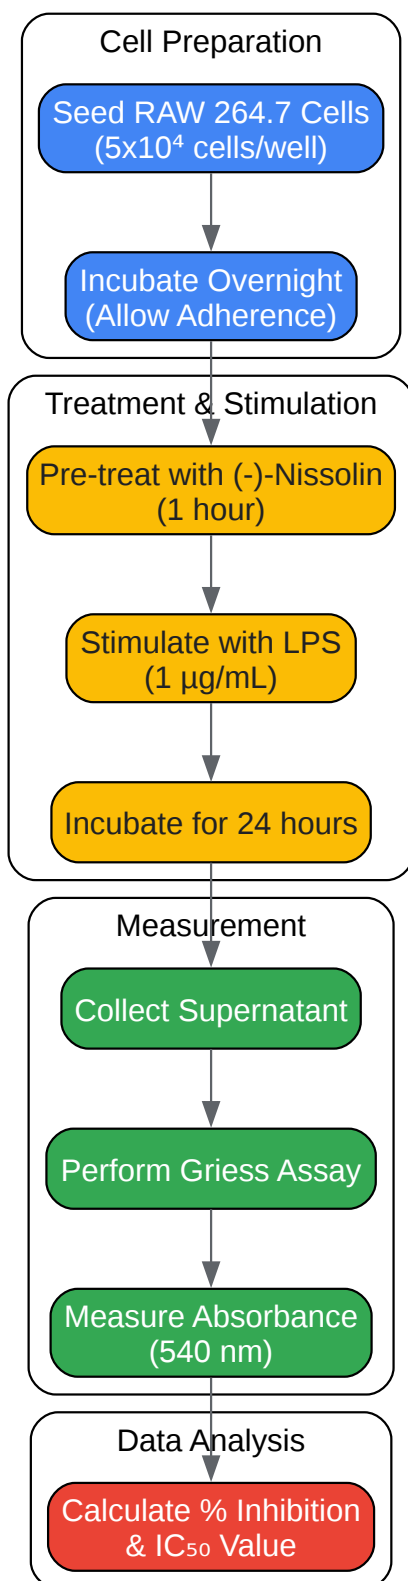 Cell Preparation
Seed RAW 264.7 Cells
(5x10⁴ cells/well)
Incubate Overnight
(Allow Adherence)
Treatment & Stimulation
Pre-treat with (-)-Nissolin
(1 hour)
Stimulate with LPS
(1 µg/mL)
Incubate for 24 hours
Measurement
Collect Supernatant
Perform Griess Assay
Measure Absorbance
(540 nm)
Data Analysis
Calculate % Inhibition
& IC₅₀ Value